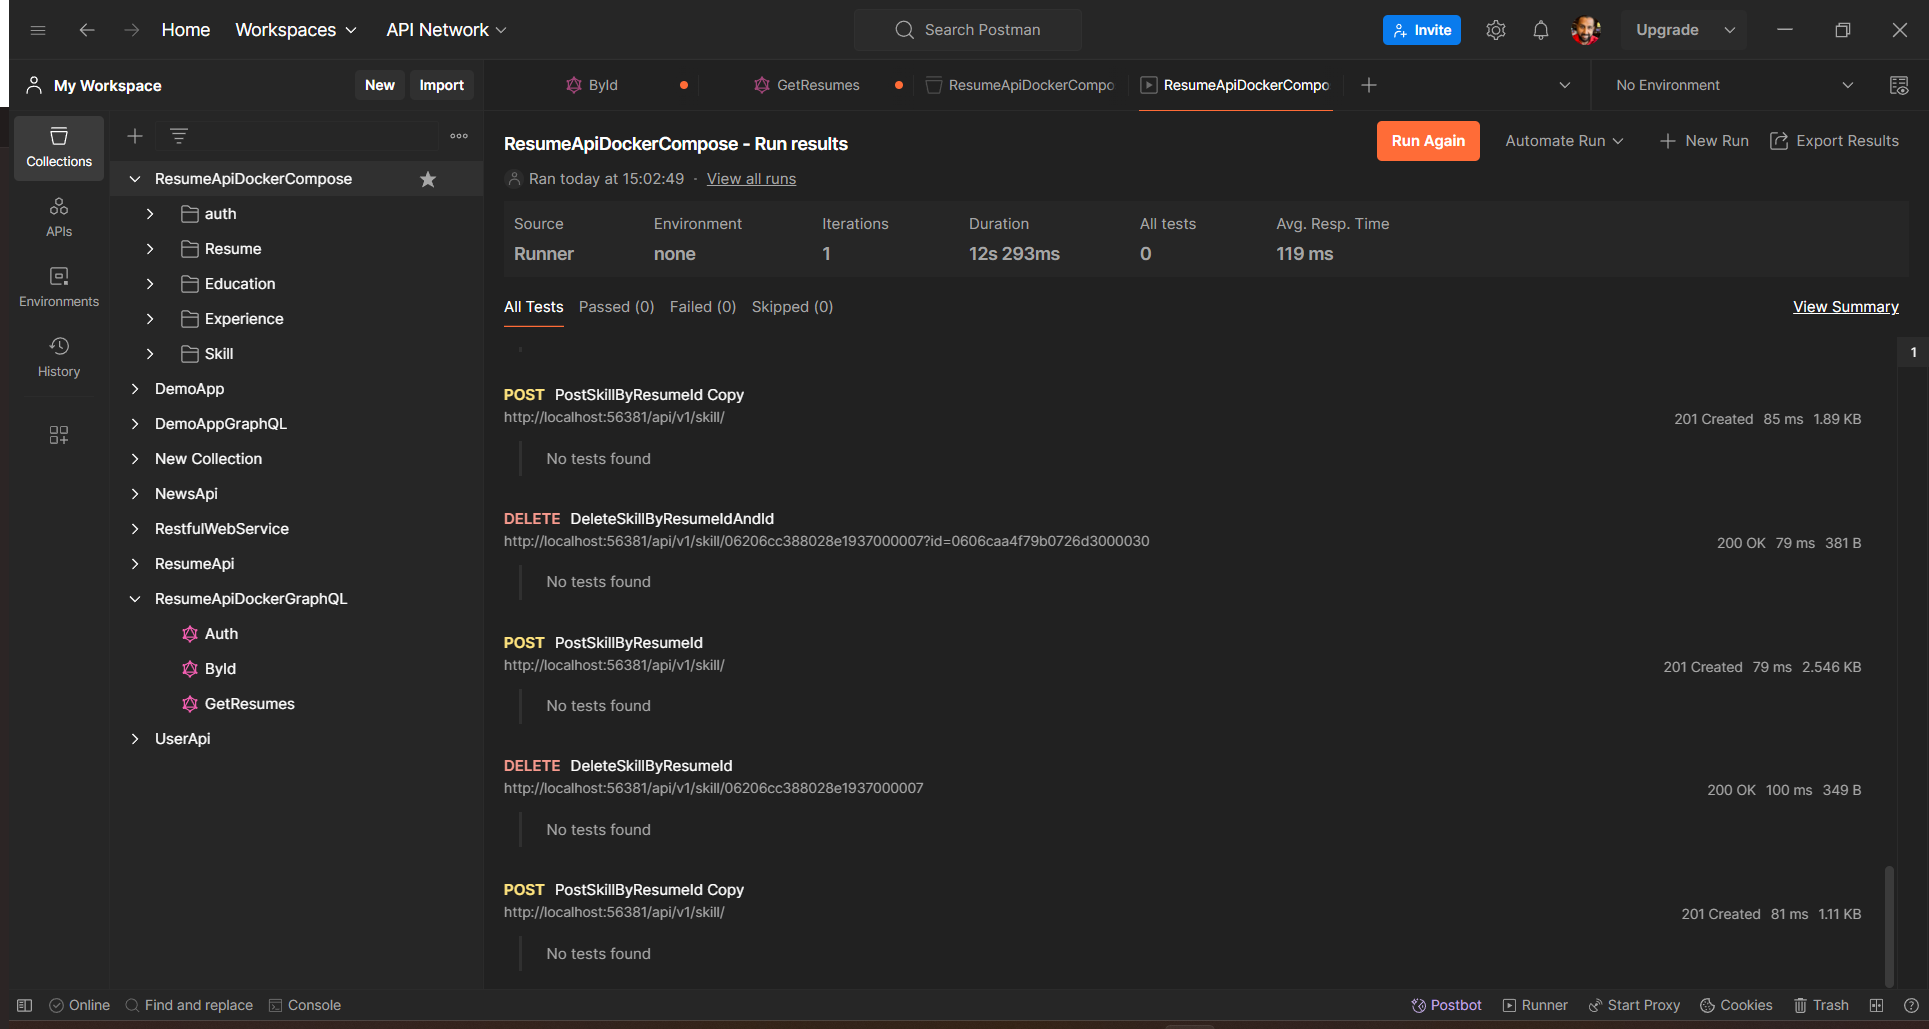 Home Workspaces API Network Search Postman Invite Upgrade
My Workspace New Import
ById GetResumes ResumeApiDockerCompo ResumeApiDockerCompo No Environment
Collections
APIs
Environments
History
ResumeApiDockerCompose
auth
Resume
Education
Experience
Skill
DemoApp
DemoAppGraphQL
New Collection
NewsApi
RestfulWebService
ResumeApi
ResumeApiDockerGraphQL
Auth
ById
GetResumes
UserApi
ResumeApiDockerCompose - Run results
Run Again Automate Run New Run Export Results
Ran today at 15:02:49 · View all runs
Source Environment Iterations Duration All tests Avg. Resp. Time
Runner none 1 12s 293ms 0 119 ms
All Tests Passed (0) Failed (0) Skipped (0) View Summary
1
POST PostSkillByResumeId Copy
http://localhost:56381/api/v1/skill/
201 Created 85 ms 1.89 KB
No tests found
DELETE DeleteSkillByResumeIdAndId
http://localhost:56381/api/v1/skill/06206cc388028e1937000007?id=0606caa4f79b0726d3000030
200 OK 79 ms 381 B
No tests found
POST PostSkillByResumeId
http://localhost:56381/api/v1/skill/
201 Created 79 ms 2.546 KB
No tests found
DELETE DeleteSkillByResumeId
http://localhost:56381/api/v1/skill/06206cc388028e1937000007
200 OK 100 ms 349 B
No tests found
POST PostSkillByResumeId Copy
http://localhost:56381/api/v1/skill/
201 Created 81 ms 1.11 KB
No tests found
Online Find and replace Console Postbot Runner Start Proxy Cookies Trash